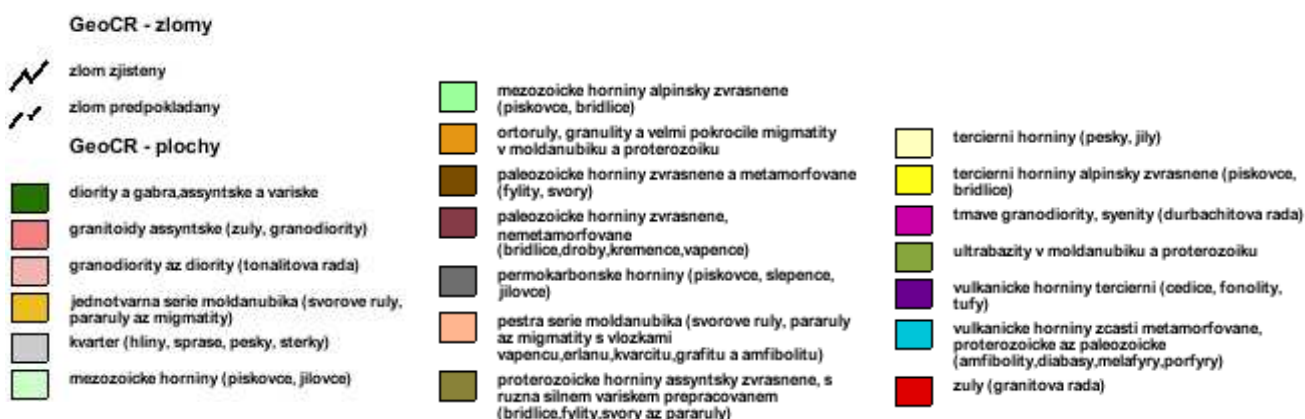 GeoCR - zlomy
zlom zjisteny
zlom predpokladany
GeoCR - plochy
diority a gabra,assyntske a variske
granitoidy assyntske (zuly, granodiority)
granodiority az diority (tonalitova rada)
jednotvarna serie moldanubika (svorove ruly,
pararuly az migmatity)
kvarter (hliny, sprase, pesky, sterky)
mezozoicke horniny (piskovce, jilovce)
mezozoicke horniny alpinsky zvrasnene
(piskovce, bridlice)
ortoruly, granulity a velmi pokrocile migmatity
v moldanubiku a proterozoiku
paleozoicke horniny zvrasnene a metamorfovane
(fylity, svory)
paleozoicke horniny zvrasnene,
nemetamorfovane
(bridlice,droby,kremence,vapence)
permokarbonske horniny (piskovce, slepence,
jilovce)
pestra serie moldanubika (svorove ruly, pararuly
az migmatity s vlozkami
vapencu,erlanu,kvarcitu,grafitu a amfibolitu)
proterozoicke horniny assyntsky zvrasnene, s
ruzna silnem variskem prepracovanem
(bridlice,fylity,svory az pararuly)
tercierni horniny (pesky, jily)
tercierni horniny alpinsky zvrasnene (piskovce,
bridlice)
tmave granodiority, syenity (durbachitova rada)
ultrabazity v moldanubiku a proterozoiku
vulkanicke horniny tercierni (cedice, fonolity,
tufy)
vulkanicke horniny zcasti metamorfovane,
proterozoicke az paleozoicke
(amfibolity,diabasy,melafyry,porfyry)
zuly (granitova rada)